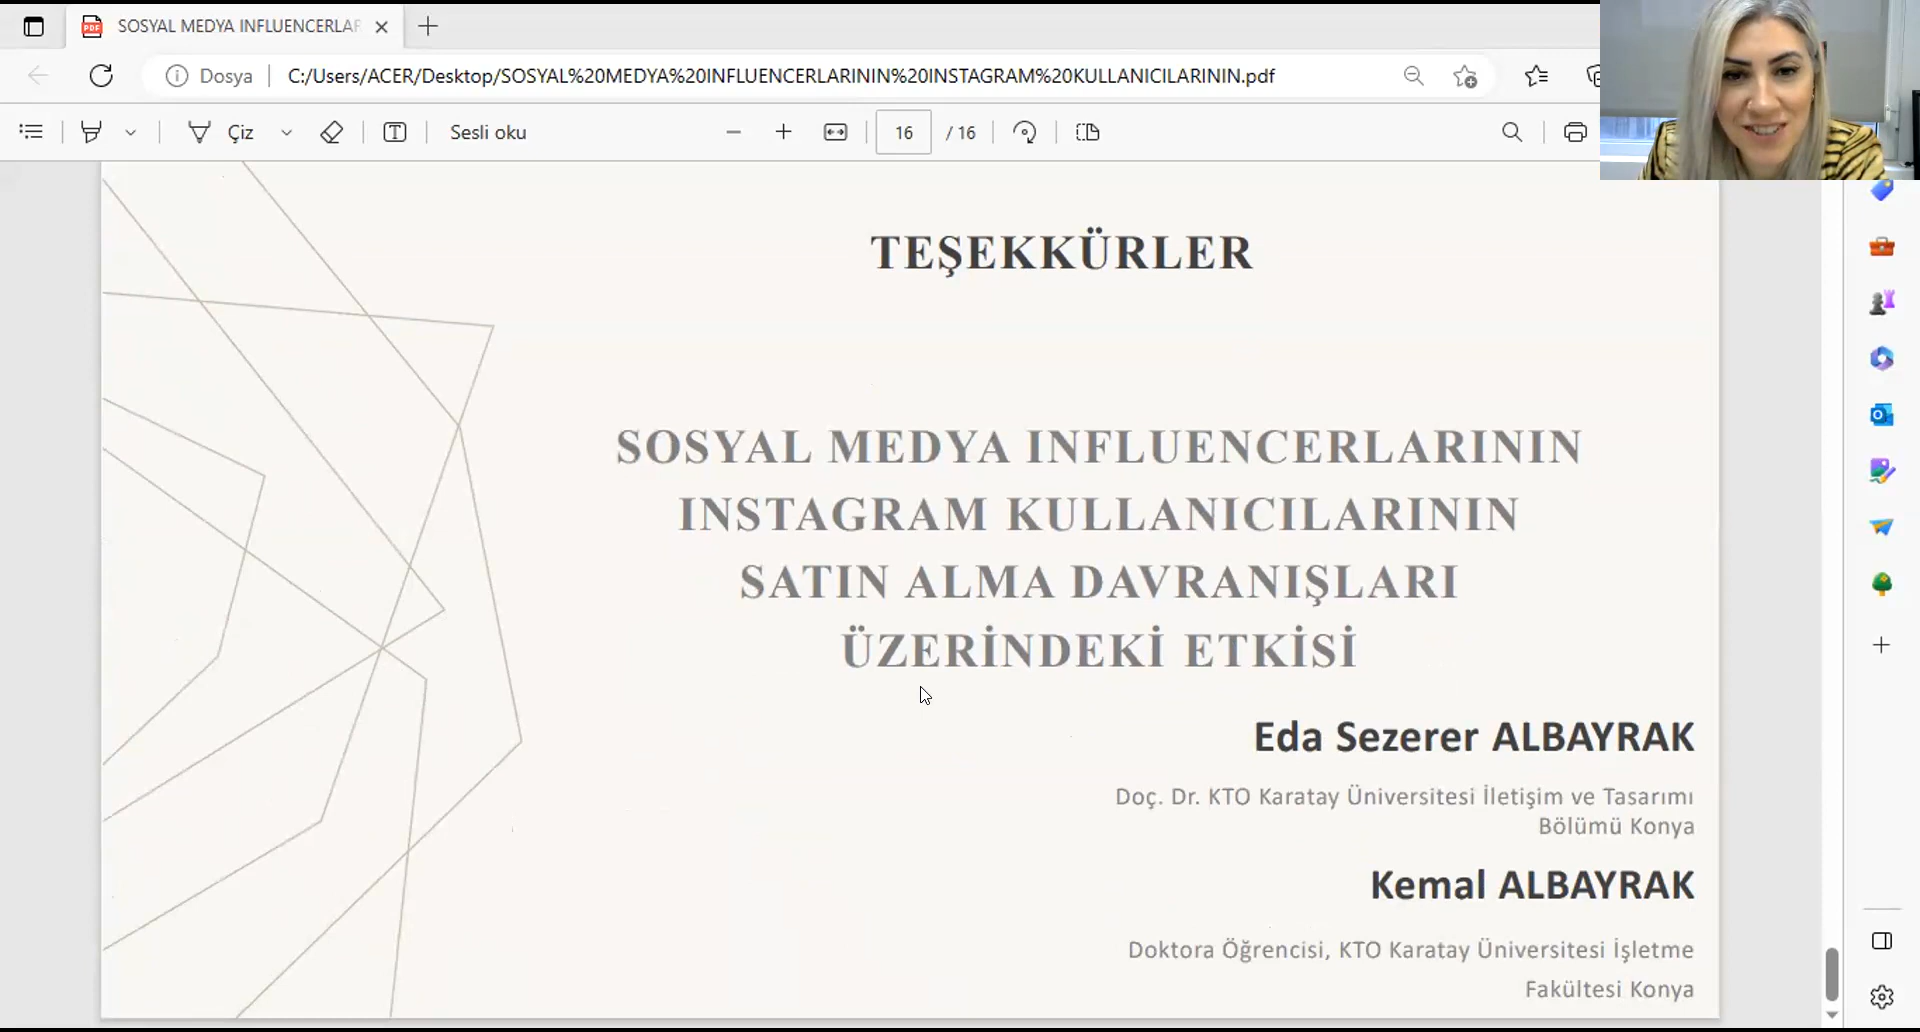 SOSYAL MEDYA INFLUENCERLAR
Dosya C:/Users/ACER/Desktop/SOSYAL%20MEDYA%20INFLUENCERLARININ%20INSTAGRAM%20KULLANICILARININ.pdf
Çiz Sesli oku 16 / 16
TEŞEKKÜRLER
SOSYAL MEDYA INFLUENCERLARININ
INSTAGRAM KULLANICILARININ
SATIN ALMA DAVRANIŞLARI
ÜZERİNDEKİ ETKİSİ
Eda Sezerer ALBAYRAK
Doç. Dr. KTO Karatay Üniversitesi İletişim ve Tasarımı
Bölümü Konya
Kemal ALBAYRAK
Doktora Öğrencisi, KTO Karatay Üniversitesi İşletme
Fakültesi Konya